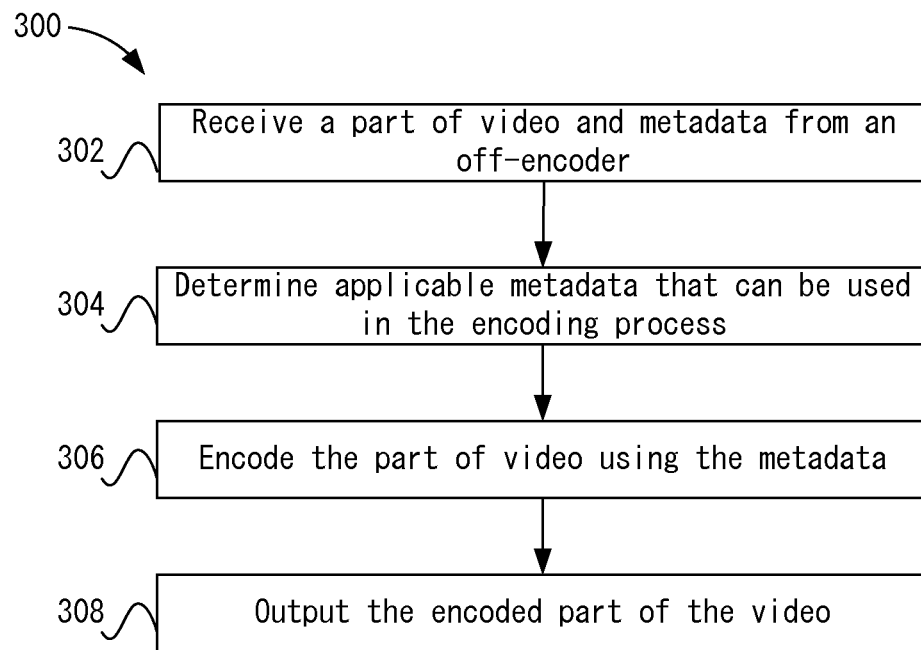 300
302
Receive a part of video and metadata from an
off-encoder
304
Determine applicable metadata that can be used
in the encoding process
306
Encode the part of video using the metadata
308
Output the encoded part of the video